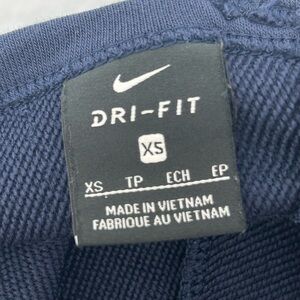 DRI-FIT
XS
XS TP ECH EP
MADE IN VIETNAM
FABRIQUE AU VIETNAM